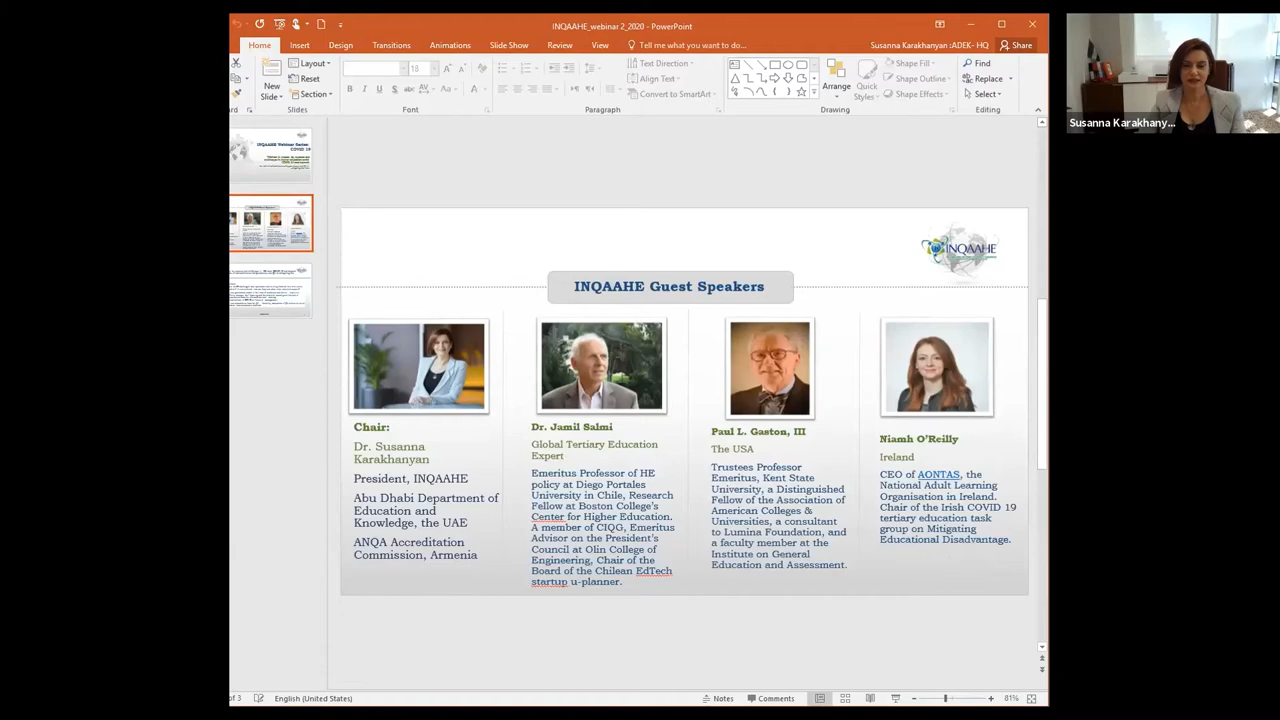 INQAAHE_webinar 2_2020 - PowerPoint
Home Insert Design Transitions Animations Slide Show Review View Tell me what you want to do... Susanna Karakhanyan :ADEK- HQ Share
New Slide
Layout
Reset
Section
Slides
18
Font
Text Direction
Align Text
Convert to SmartArt
Paragraph
Arrange
Quick Styles
Shape Fill
Shape Outline
Shape Effects
Drawing
Find
Replace
Select
Editing
Susanna Karakhany...
INQAAHE Webinar Series:
COVID 19
INQAAHE
INQAAHE Guest Speakers
Chair:
Dr. Susanna
Karakhanyan
President, INQAAHE
Abu Dhabi Department of
Education and
Knowledge, the UAE
ANQA Accreditation
Commission, Armenia
Dr. Jamil Salmi
Global Tertiary Education
Expert
Emeritus Professor of HE
policy at Diego Portales
University in Chile, Research
Fellow at Boston College's
Center for Higher Education.
A member of CIQG, Emeritus
Advisor on the President's
Council at Olin College of
Engineering, Chair of the
Board of the Chilean EdTech
startup u-planner.
Paul L. Gaston, III
The USA
Trustees Professor
Emeritus, Kent State
University, a Distinguished
Fellow of the Association of
American Colleges &
Universities, a consultant
to Lumina Foundation, and
a faculty member at the
Institute on General
Education and Assessment.
Niamh O'Reilly
Ireland
CEO of AONTAS, the
National Adult Learning
Organisation in Ireland.
Chair of the Irish COVID 19
tertiary education task
group on Mitigating
Educational Disadvantage.
of 3 English (United States) Notes Comments 81%